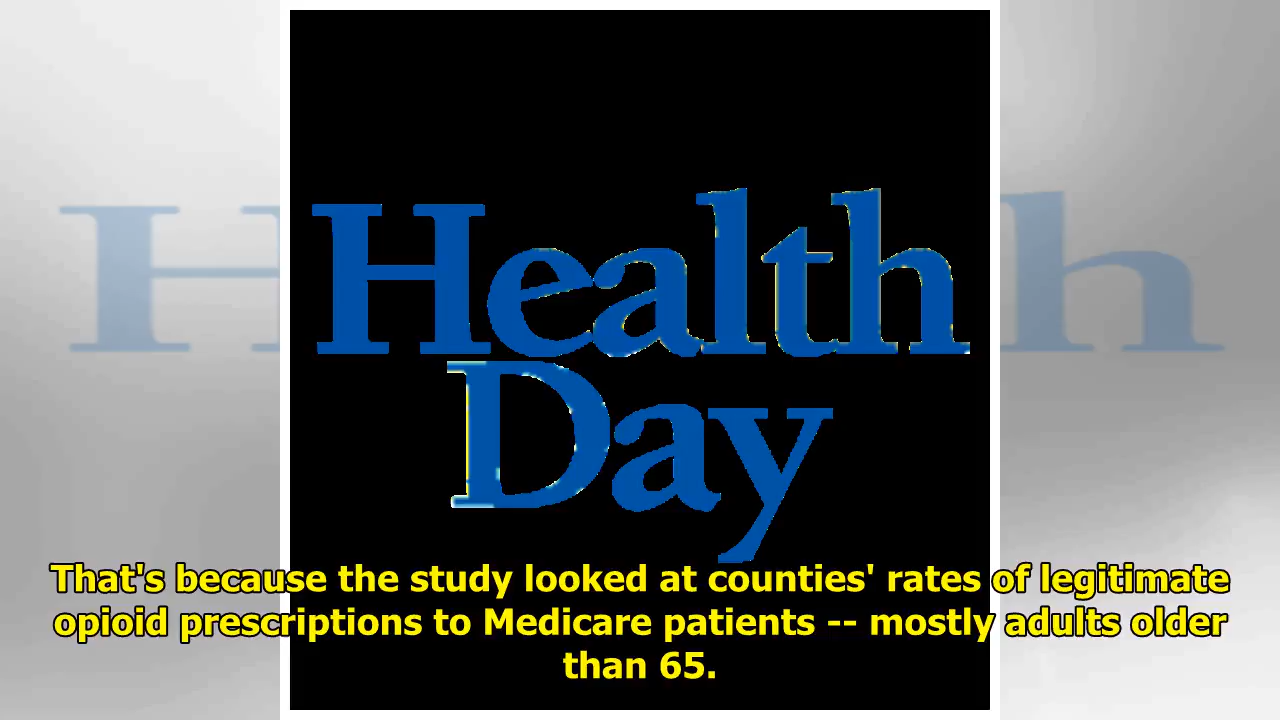 Health
Day
That's because the study looked at counties' rates of legitimate
opioid prescriptions to Medicare patients -- mostly adults older
than 65.